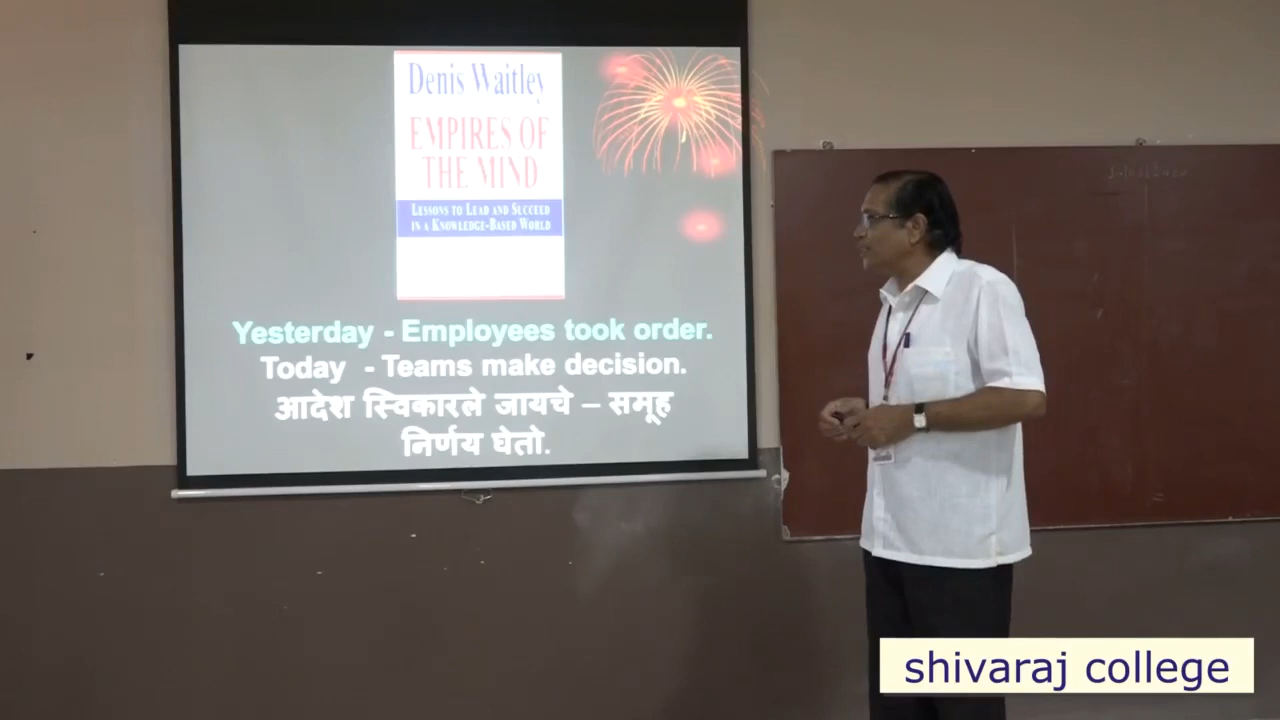 Denis Waitley
EMPIRES OF
THE MIND
LESSONS TO LEAD AND SUCCEED
IN A KNOWLEDGE-BASED WORLD
Yesterday - Employees took order.
Today - Teams make decision.
आदेश स्विकारले जायचे – समूह
निर्णय घेतो.
shivaraj college